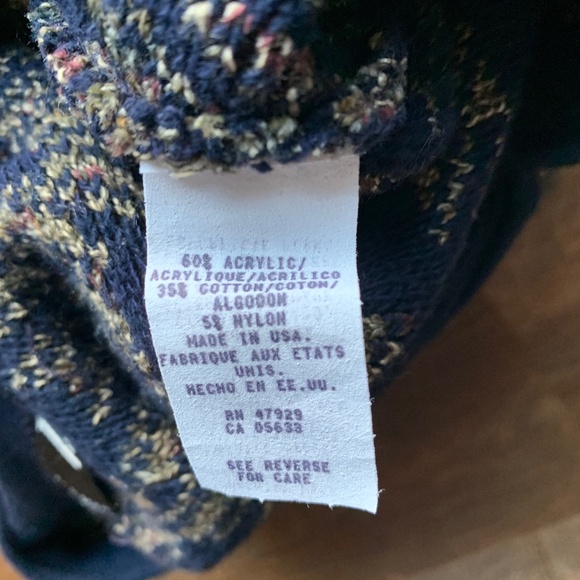 60% ACRYLIC/
ACRYLIQUE/ACRILICO
35% COTTON/COTON/
ALGODON
5% NYLON
MADE IN USA.
FABRIQUE AUX ETATS
UNIS.
HECHO EN EE.UU.
RN 47929
CA 05633
SEE REVERSE
FOR CARE